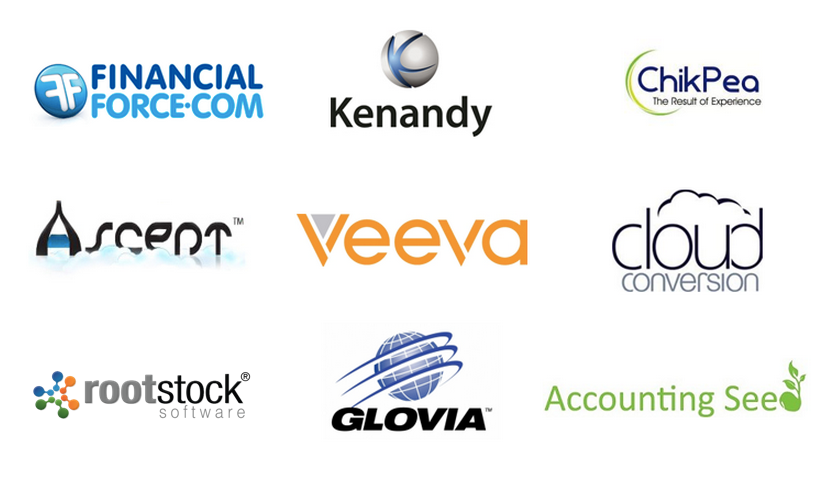 FINANCIAL
FORCE.COM
Kenandy
ChikPea
The Result of Experience
Ascent™
veeva
cloud
conversion
rootstock®
software
GLOVIA™
Accounting Seed